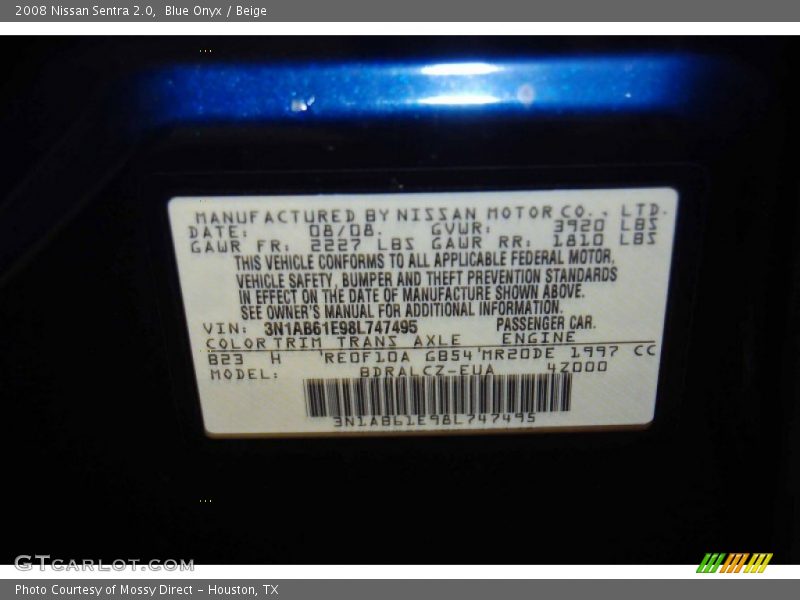 2008 Nissan Sentra 2.0, Blue Onyx / Beige
MANUFACTURED BY NISSAN MOTOR CO., LTD.
DATE: 08/08. GVWR: 3920 LBS
GAWR FR: 2227 LBS GAWR RR: 1810 LBS
THIS VEHICLE CONFORMS TO ALL APPLICABLE FEDERAL MOTOR,
VEHICLE SAFETY, BUMPER AND THEFT PREVENTION STANDARDS
IN EFFECT ON THE DATE OF MANUFACTURE SHOWN ABOVE.
SEE OWNER'S MANUAL FOR ADDITIONAL INFORMATION.
VIN: 3N1AB61E98L747495 PASSENGER CAR.
COLOR TRIM TRANS AXLE ENGINE
B23 H 'RE0F10A GB54'MR20DE 1997 CC
MODEL: BDRALCZ-EUA 4Z000
3N1AB61E98L747495
GTCARLOT.COM
Photo Courtesy of Mossy Direct - Houston, TX